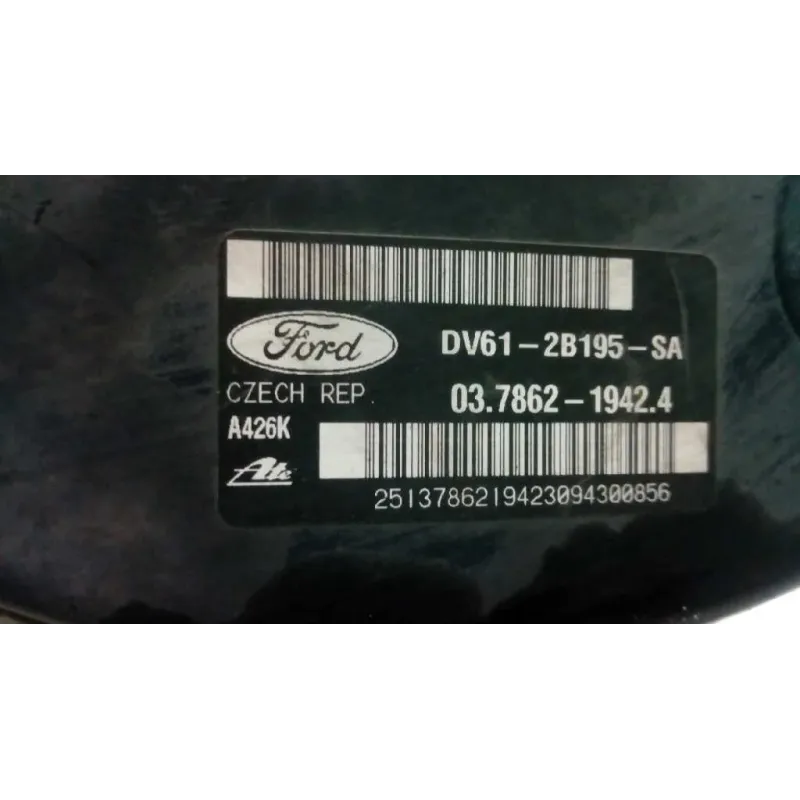 Ford
DV61-2B195-SA
CZECH REP.
03.7862-1942.4
A426K
Ate
2513786219423094300856